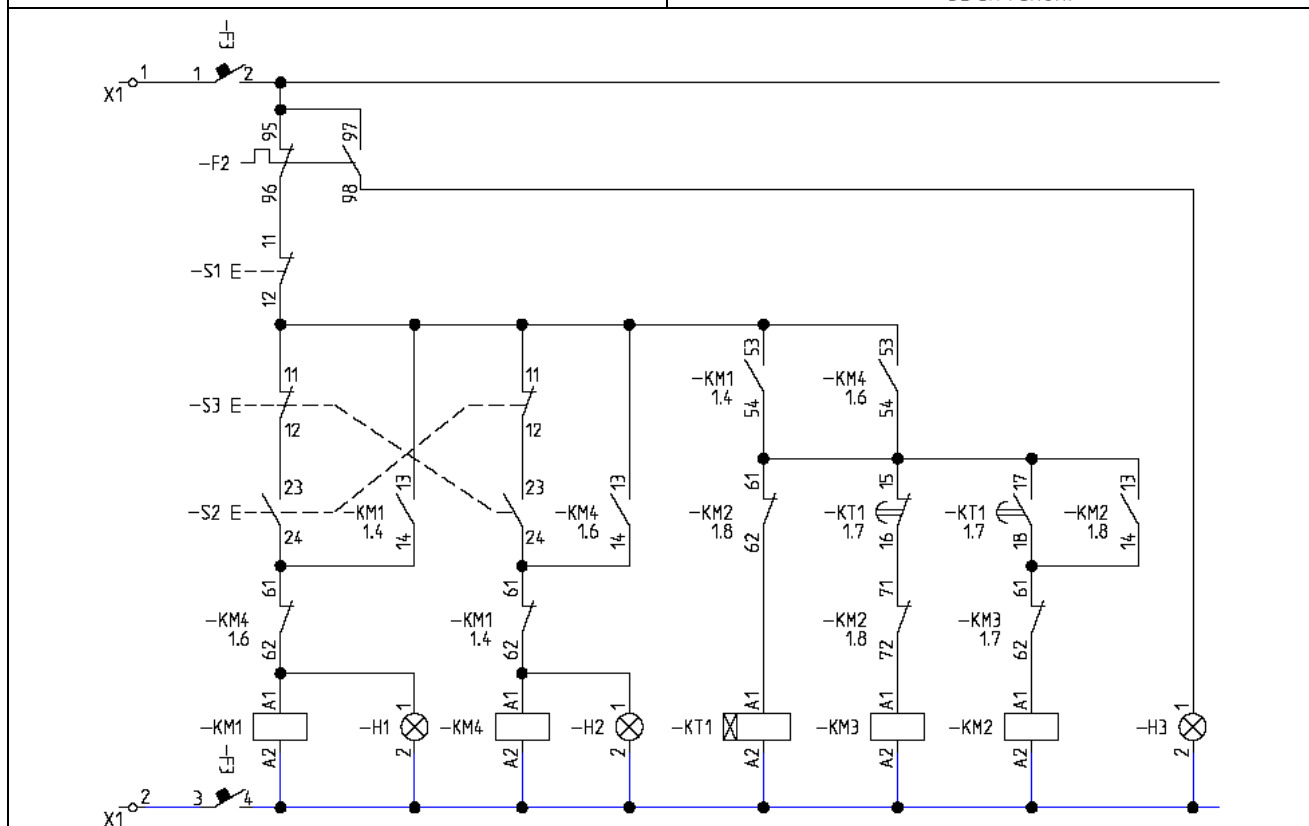 X1 1 1 2
95 97
-F2
96 98
11
-S1 E
12
53 53
-KM1 -KM4
1.4 1.6
54 54
11 11
-S3 E
12 12
23 13 23 13 61 15 17 13
-S2 E -KM1 -KM4 -KM2 -KT1 -KT1 -KM2
1.4 1.6 1.8 1.7 1.7 1.8
24 14 24 14 62 16 18 14
61 61 71 61
-KM4 -KM1 -KM2 -KM3
1.6 1.4 1.8 1.7
62 62 72 62
A1 1 A1 1 A1 A1 A1 1
-KM1 -H1 -KM4 -H2 -KT1 -KM3 -KM2 -H3
A2 2 A2 2 A2 A2 A2 2
X1 2 3 4